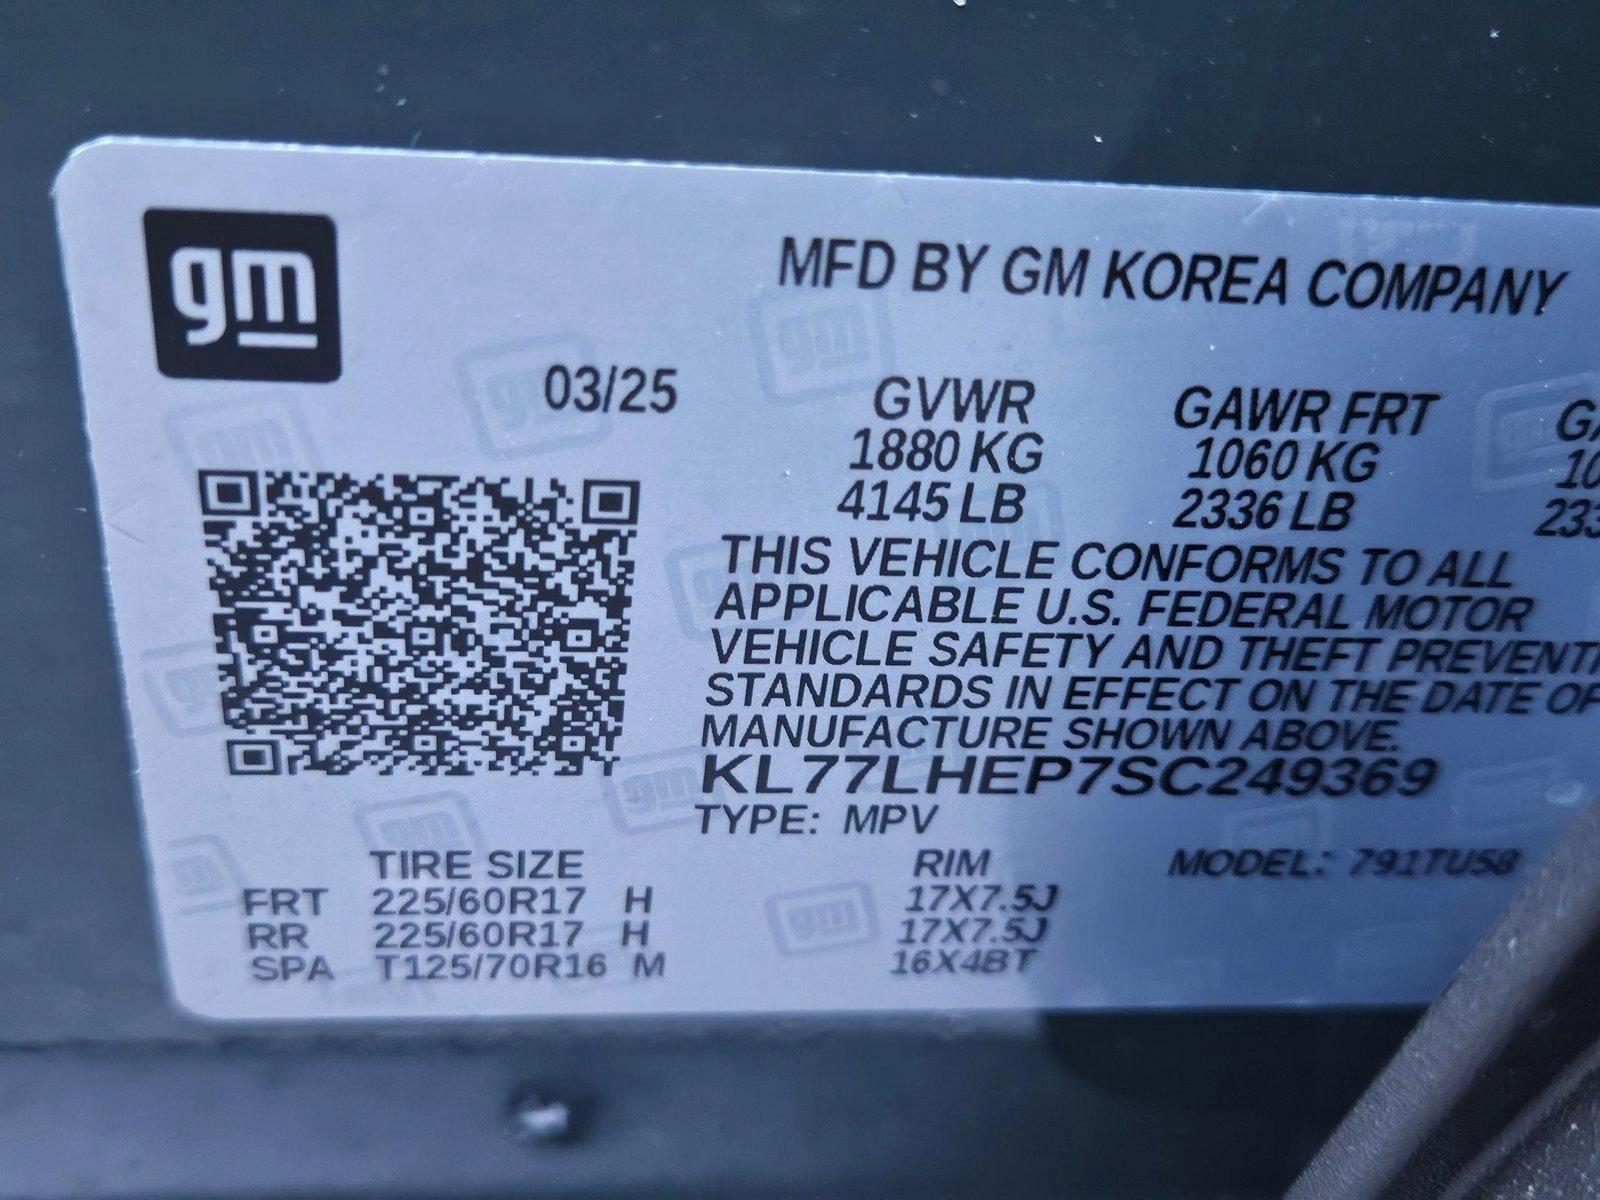 gm
MFD BY GM KOREA COMPANY
03/25
GVWR GAWR FRT
1880 KG 1060 KG
4145 LB 2336 LB
THIS VEHICLE CONFORMS TO ALL
APPLICABLE U.S. FEDERAL MOTOR
VEHICLE SAFETY AND THEFT
STANDARDS IN EFFECT ON THE DATE OF
MANUFACTURE SHOWN ABOVE.
KL77LHEP7SC249369
TYPE: MPV
TIRE SIZE RIM MODEL: 791TU58
FRT 225/60R17 H 17X7.5J
RR 225/60R17 H 17X7.5J
SPA T125/70R16 M 16X4BT